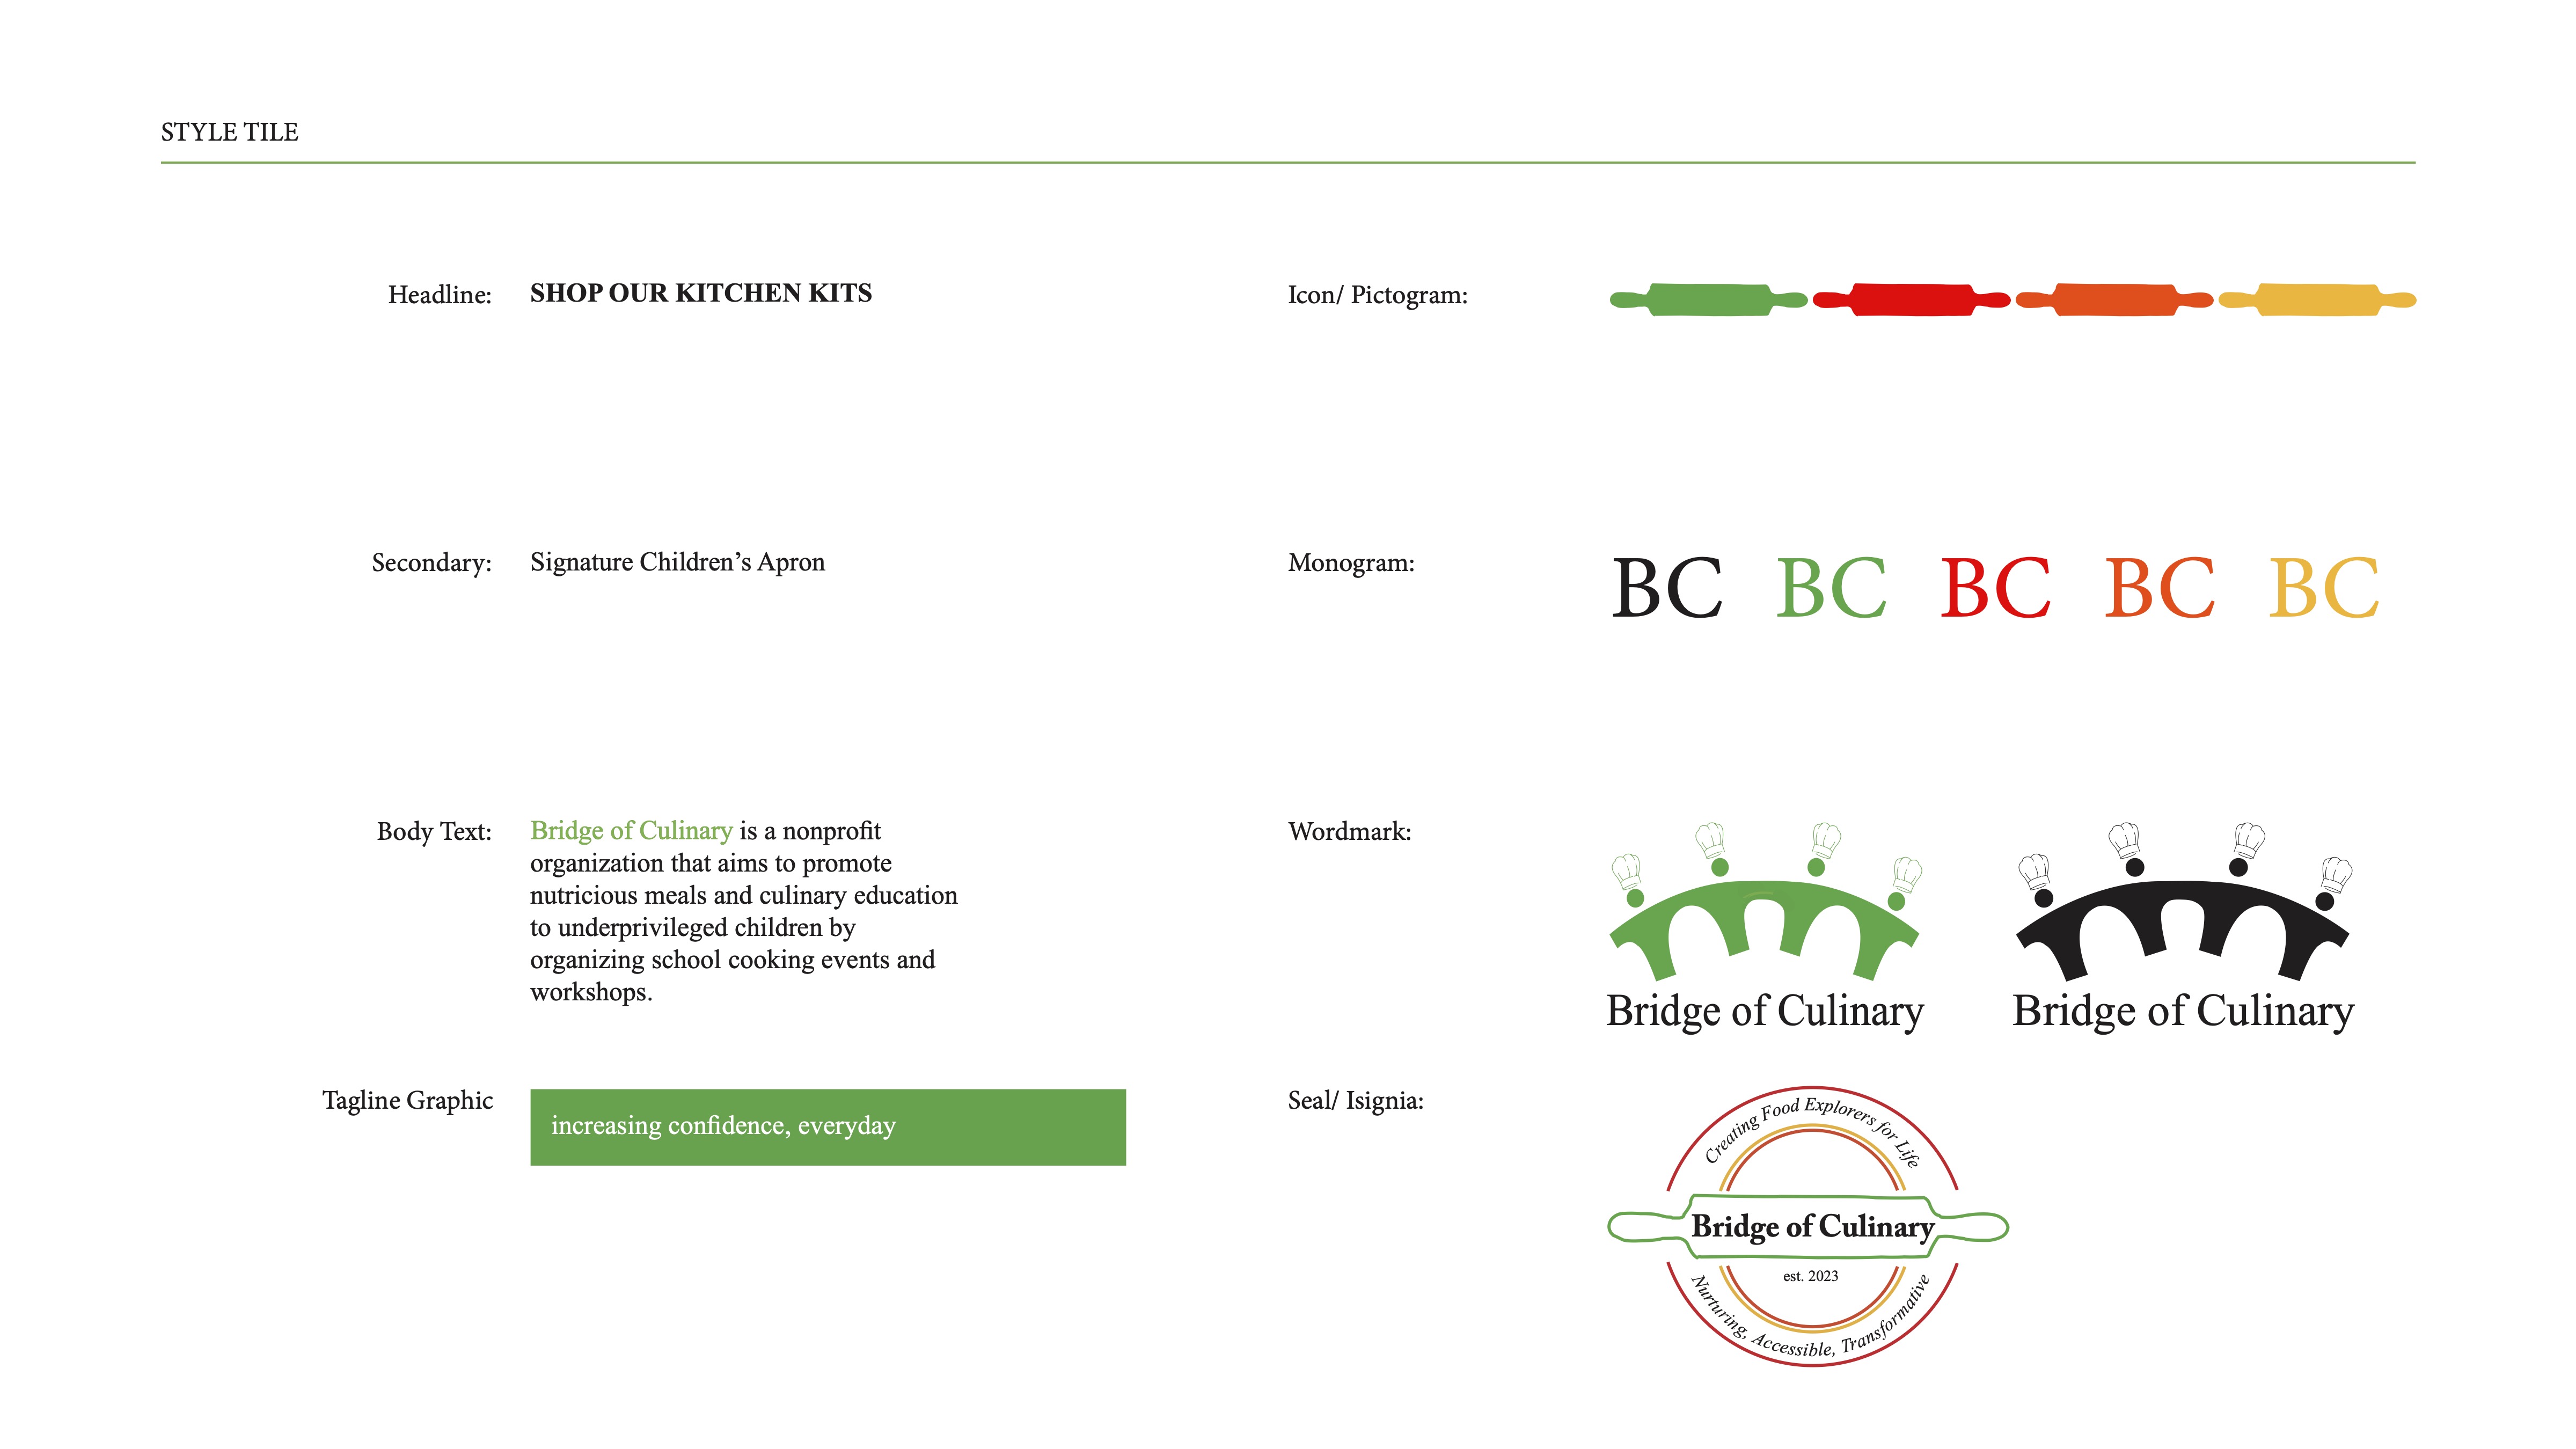 STYLE TILE
Headline:
SHOP OUR KITCHEN KITS
Secondary:
Signature Children’s Apron
Body Text:
Bridge of Culinary is a nonprofit
organization that aims to promote
nutricious meals and culinary education
to underprivileged children by
organizing school cooking events and
workshops.
Tagline Graphic
increasing confidence, everyday
Icon/ Pictogram:
Monogram:
BC BC BC BC BC
Wordmark:
Bridge of Culinary
Bridge of Culinary
Seal/ Isignia:
Creating Food Explorers for Life
Bridge of Culinary
est. 2023
Nurturing, Accessible, Transformative